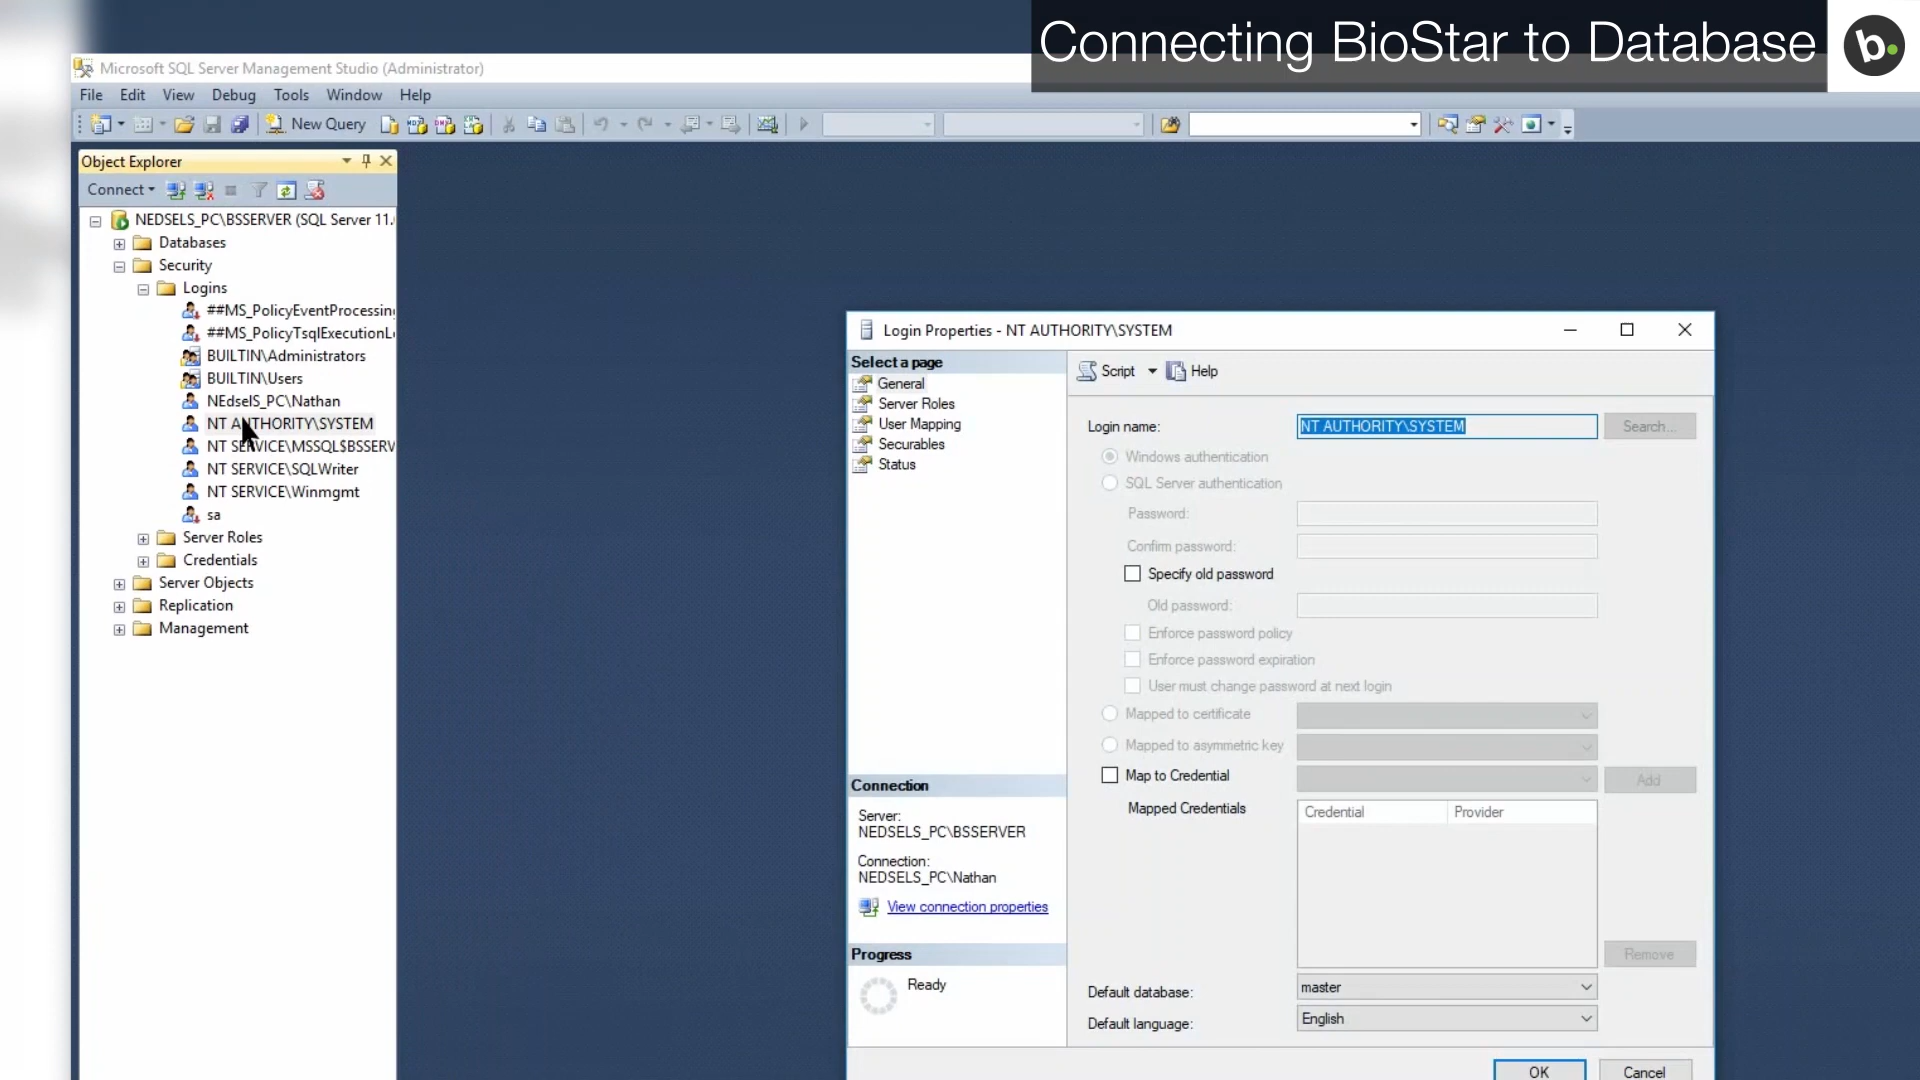 Connecting BioStar to Database
b.
Microsoft SQL Server Management Studio (Administrator)
File Edit View Debug Tools Window Help
New Query
Object Explorer
Connect
NEDSELS_PC\BSSERVER (SQL Server 11.
Databases
Security
Logins
##MS_PolicyEventProcessin
##MS_PolicyTsqlExecutionL
BUILTIN\Administrators
BUILTIN\Users
NEdselS_PC\Nathan
NT AUTHORITY\SYSTEM
NT SERVICE\MSSQL$BSSERV
NT SERVICE\SQLWriter
NT SERVICE\Winmgmt
sa
Server Roles
Credentials
Server Objects
Replication
Management
Login Properties - NT AUTHORITY\SYSTEM
Select a page
General
Server Roles
User Mapping
Securables
Status
Connection
Server:
NEDSELS_PC\BSSERVER
Connection:
NEDSELS_PC\Nathan
View connection properties
Progress
Ready
Script Help
Login name: NT AUTHORITY\SYSTEM Search...
Windows authentication
SQL Server authentication
Password:
Confirm password:
Specify old password
Old password:
Enforce password policy
Enforce password expiration
User must change password at next login
Mapped to certificate
Mapped to asymmetric key
Map to Credential Add
Mapped Credentials Credential Provider
Remove
Default database: master
Default language: English
OK Cancel